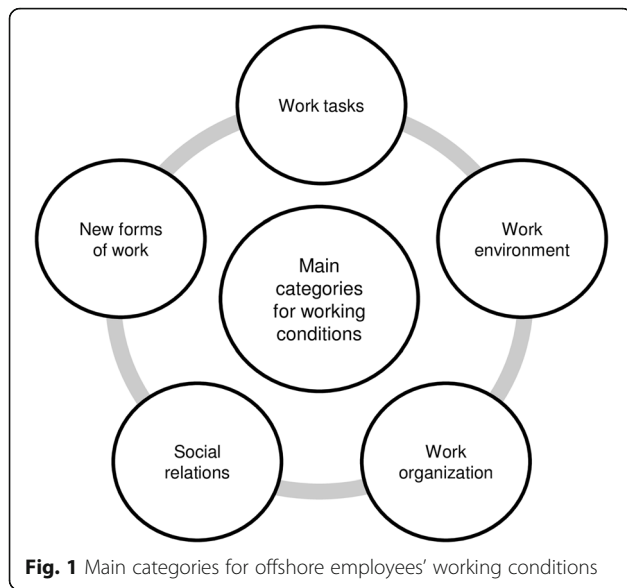 Work tasks
New forms
of work
Work
environment
Main
categories
for working
conditions
Social
relations
Work
organization
Fig. 1 Main categories for offshore employees’ working conditions